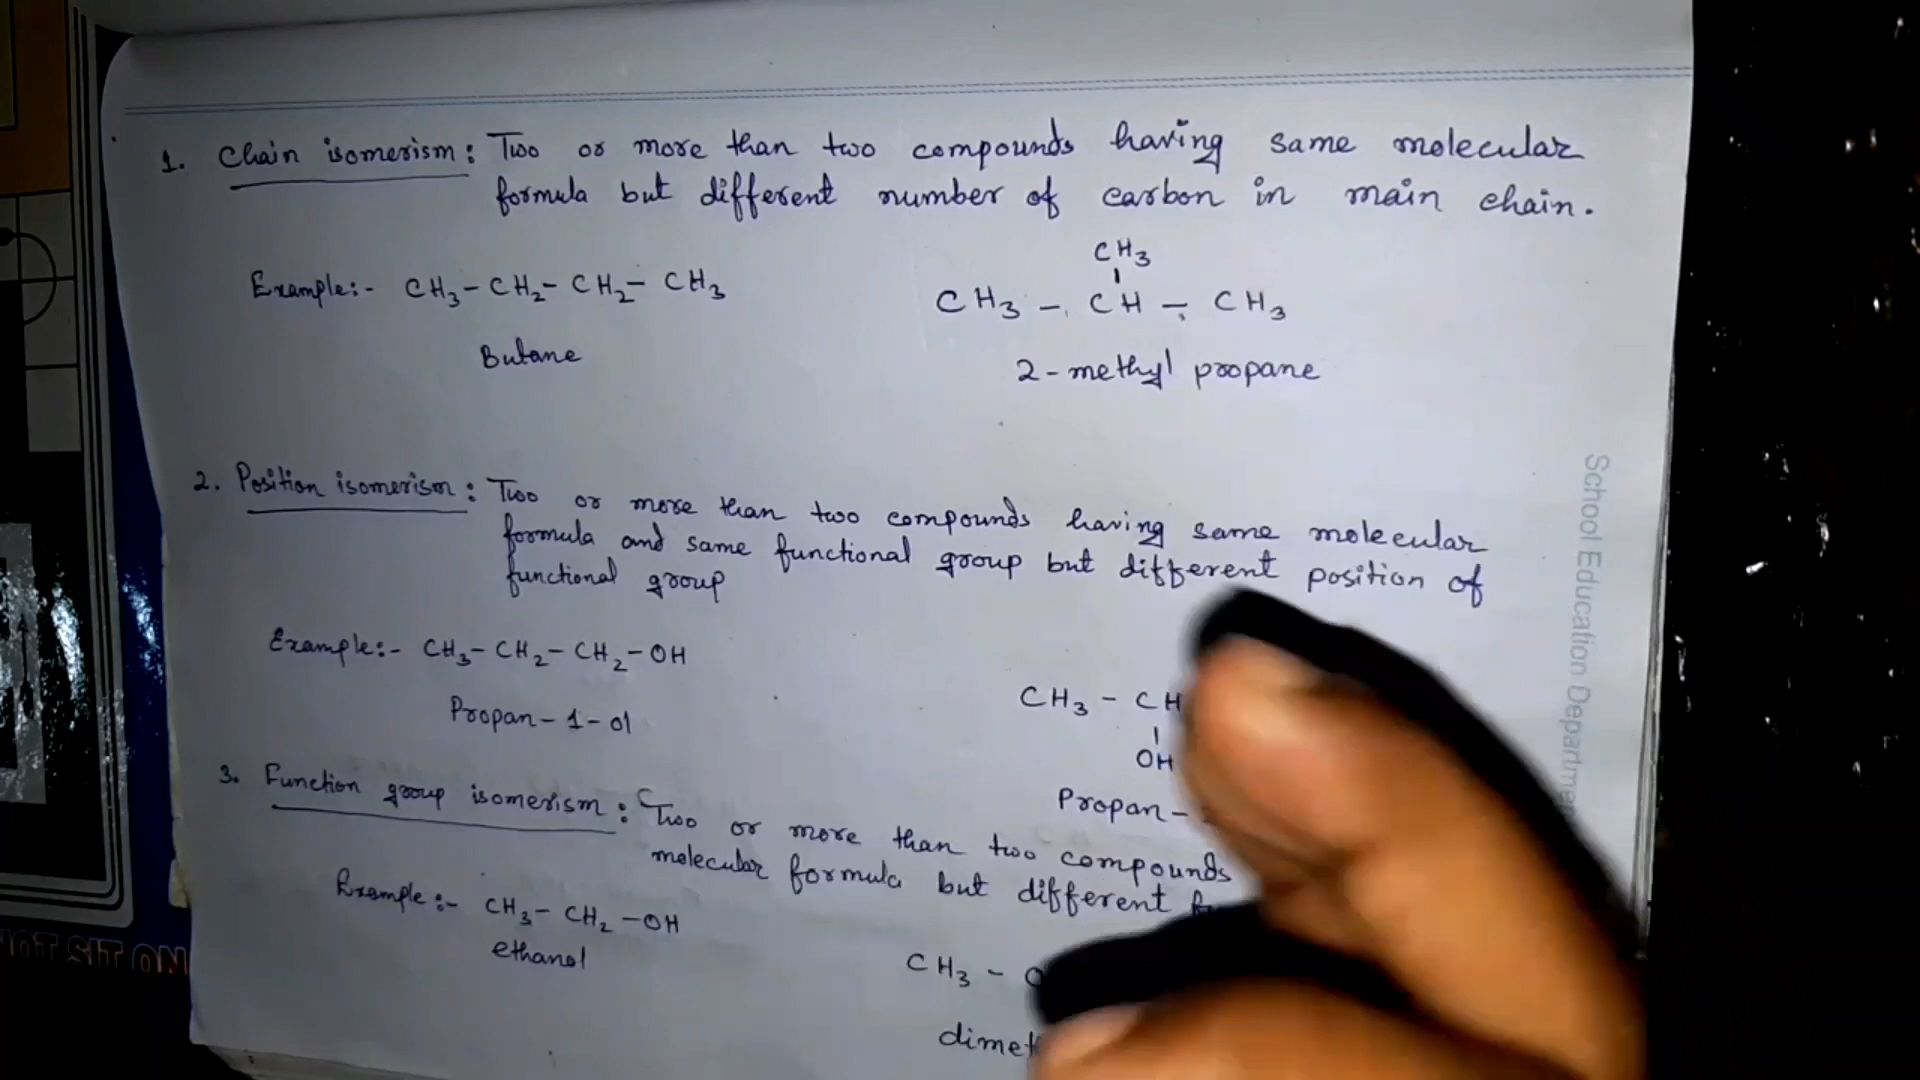 1. Chain isomerism: Two or more than two compounds having same molecular
formula but different number of carbon in main chain.
CH3
Example:- CH3-CH2-CH2-CH3
CH3 - CH - CH3
Butane
2-methyl propane
2. Position isomerism: Two or more than two compounds having same molecular
formula and same functional group but different position of
functional group
Example:- CH3-CH2-CH2-OH
CH3 - CH
OH
Propan-1-ol
Propan-
3. Function group isomerism: Two or more than two compounds
molecular formula but different
Example:- CH3-CH2-OH
ethanol
CH3 -
dimet
School Education Departme
NOT SIT ON